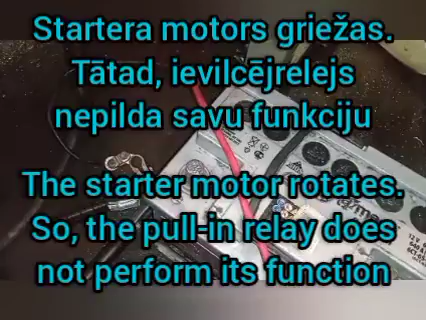 Startera motors griežas.
Tātad, ievilcējrelejs
nepilda savu funkciju
The starter motor rotates.
So, the pull-in relay does
not perform its function